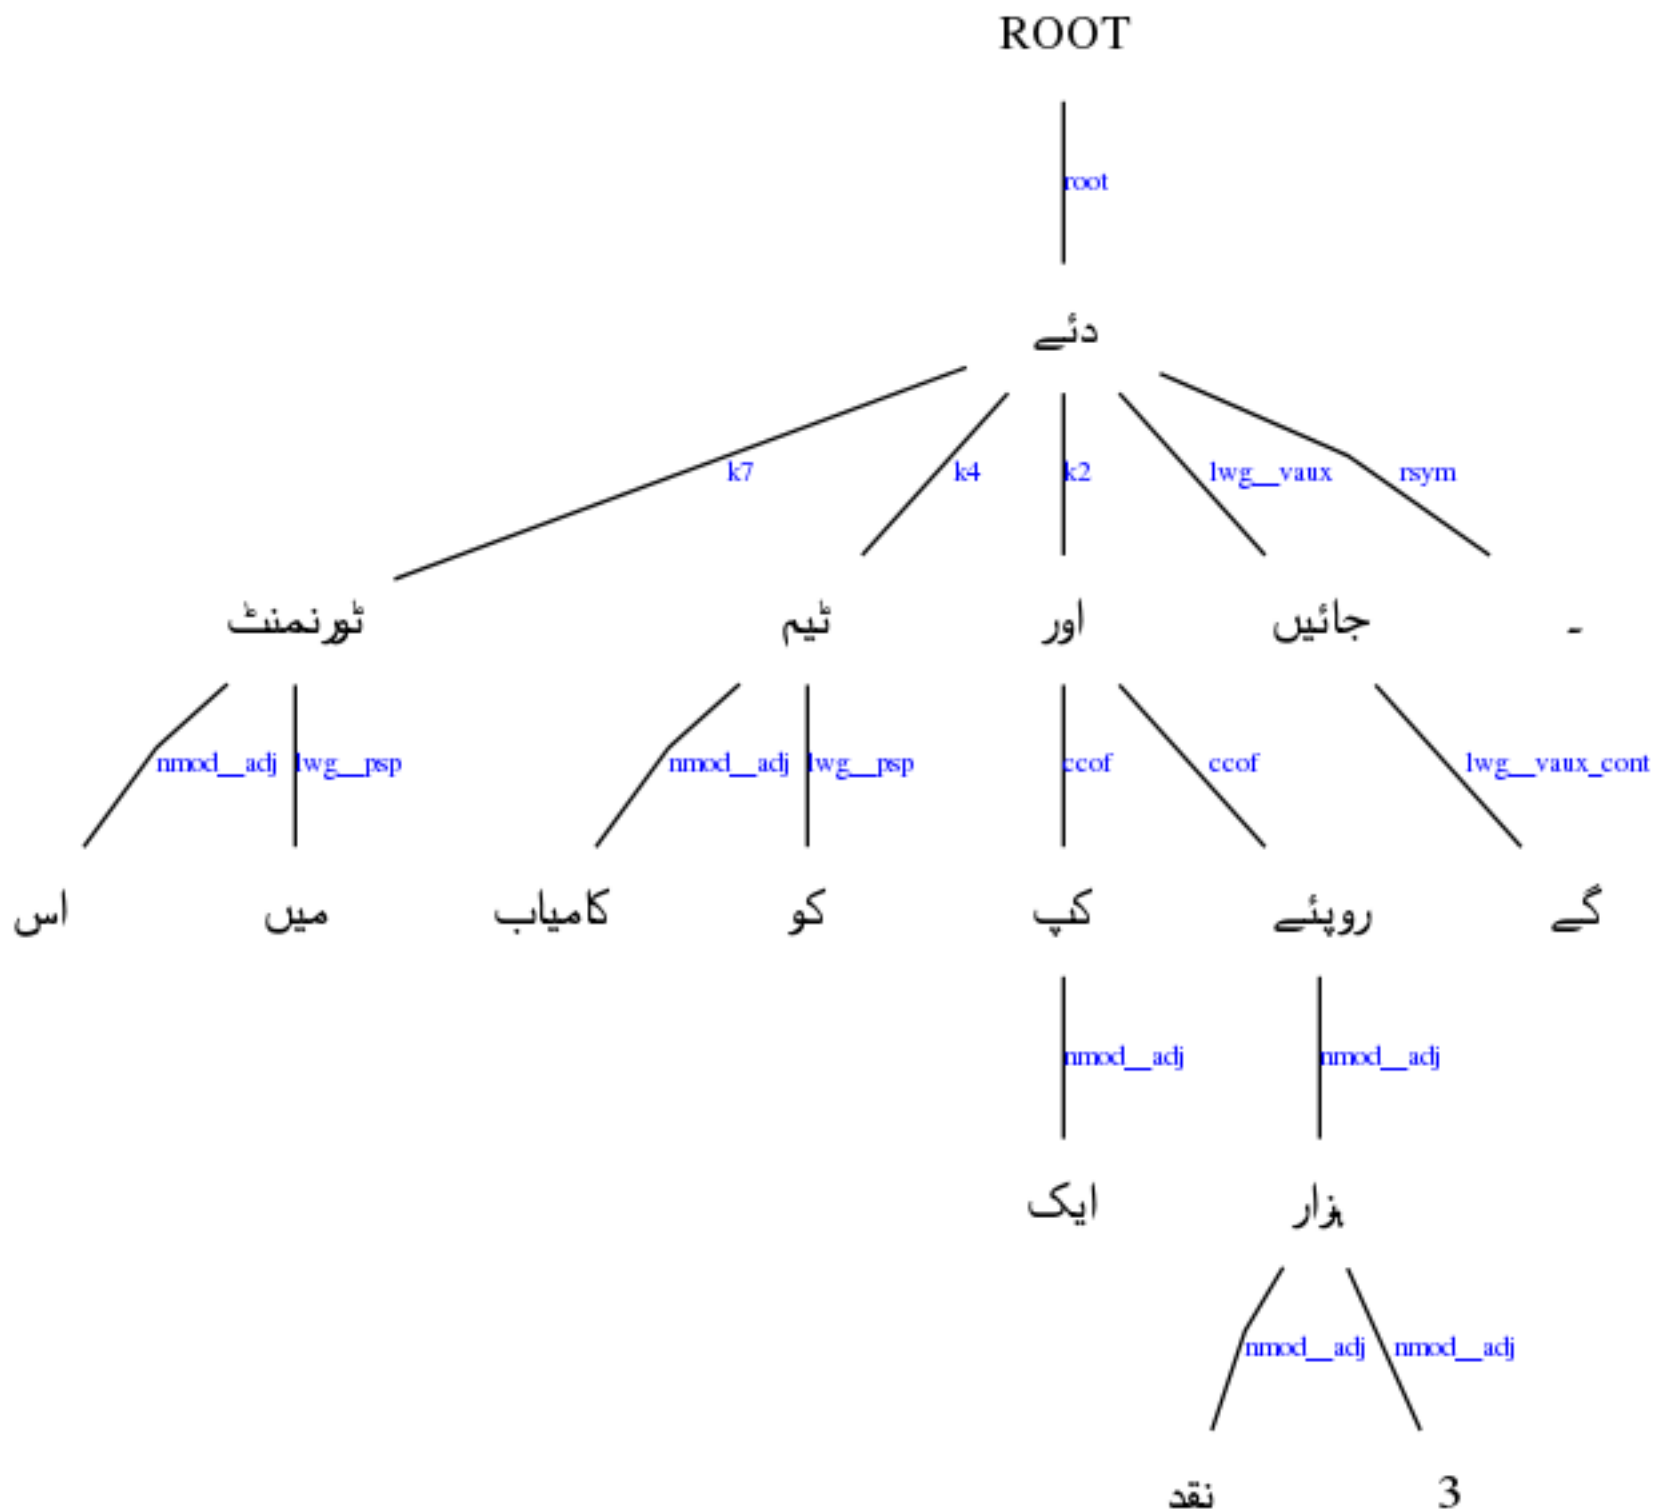 ROOT
root
دئے
k7 k4 k2 lwg__vaux rsym
ٹورنمنٹ ٹیم اور جائیں ۔
nmod__adj lwg__psp nmod__adj lwg__psp ccof ccof lwg__vaux_cont
اس میں کامیاب کو کپ روپئے گے
nmod__adj nmod__adj
ایک ہزار
nmod__adj nmod__adj
نقد 3